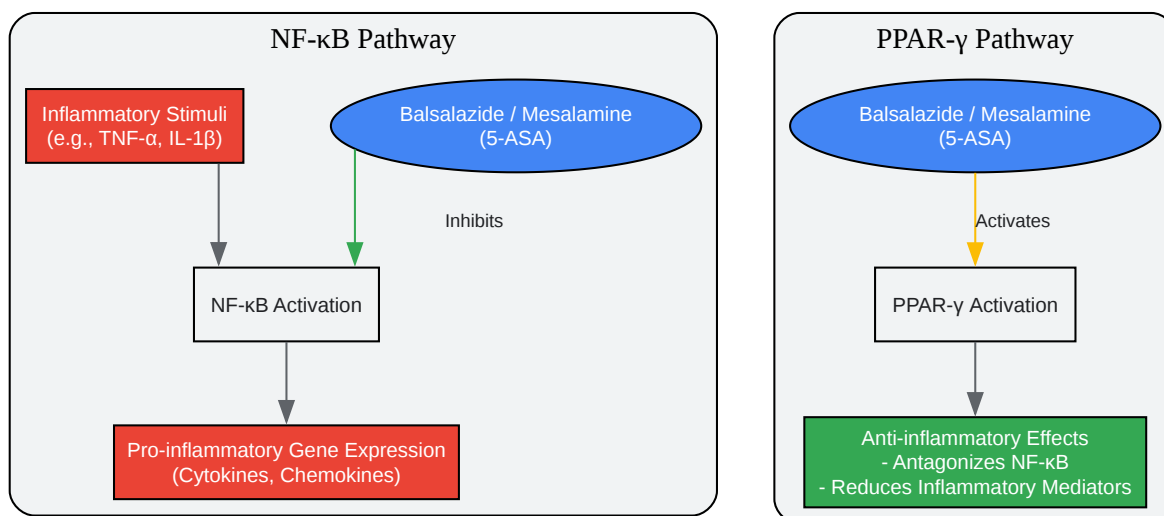 NF-κB Pathway
Inflammatory Stimuli
(e.g., TNF-α, IL-1β)
Balsalazide / Mesalamine
(5-ASA)
Inhibits
NF-κB Activation
Pro-inflammatory Gene Expression
(Cytokines, Chemokines)
PPAR-γ Pathway
Balsalazide / Mesalamine
(5-ASA)
Activates
PPAR-γ Activation
Anti-inflammatory Effects
- Antagonizes NF-κB
- Reduces Inflammatory Mediators